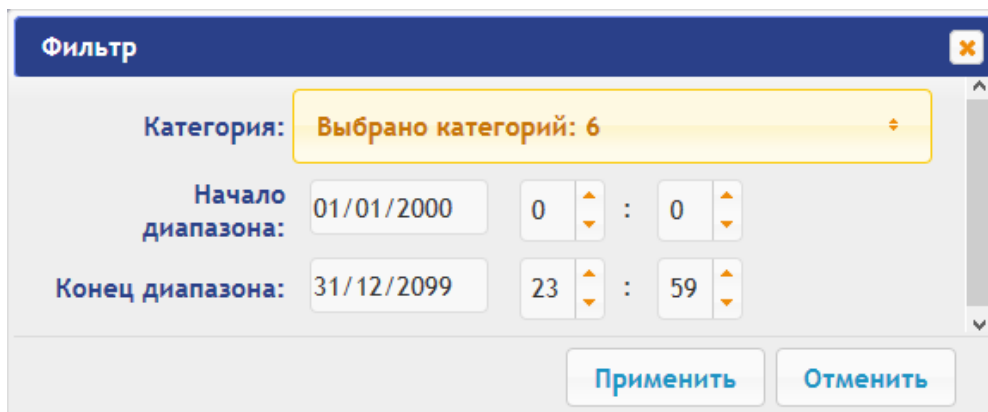 Фильтр
Категория: Выбрано категорий: 6
Начало
диапазона: 01/01/2000 0 : 0
Конец диапазона: 31/12/2099 23 : 59
Применить Отменить